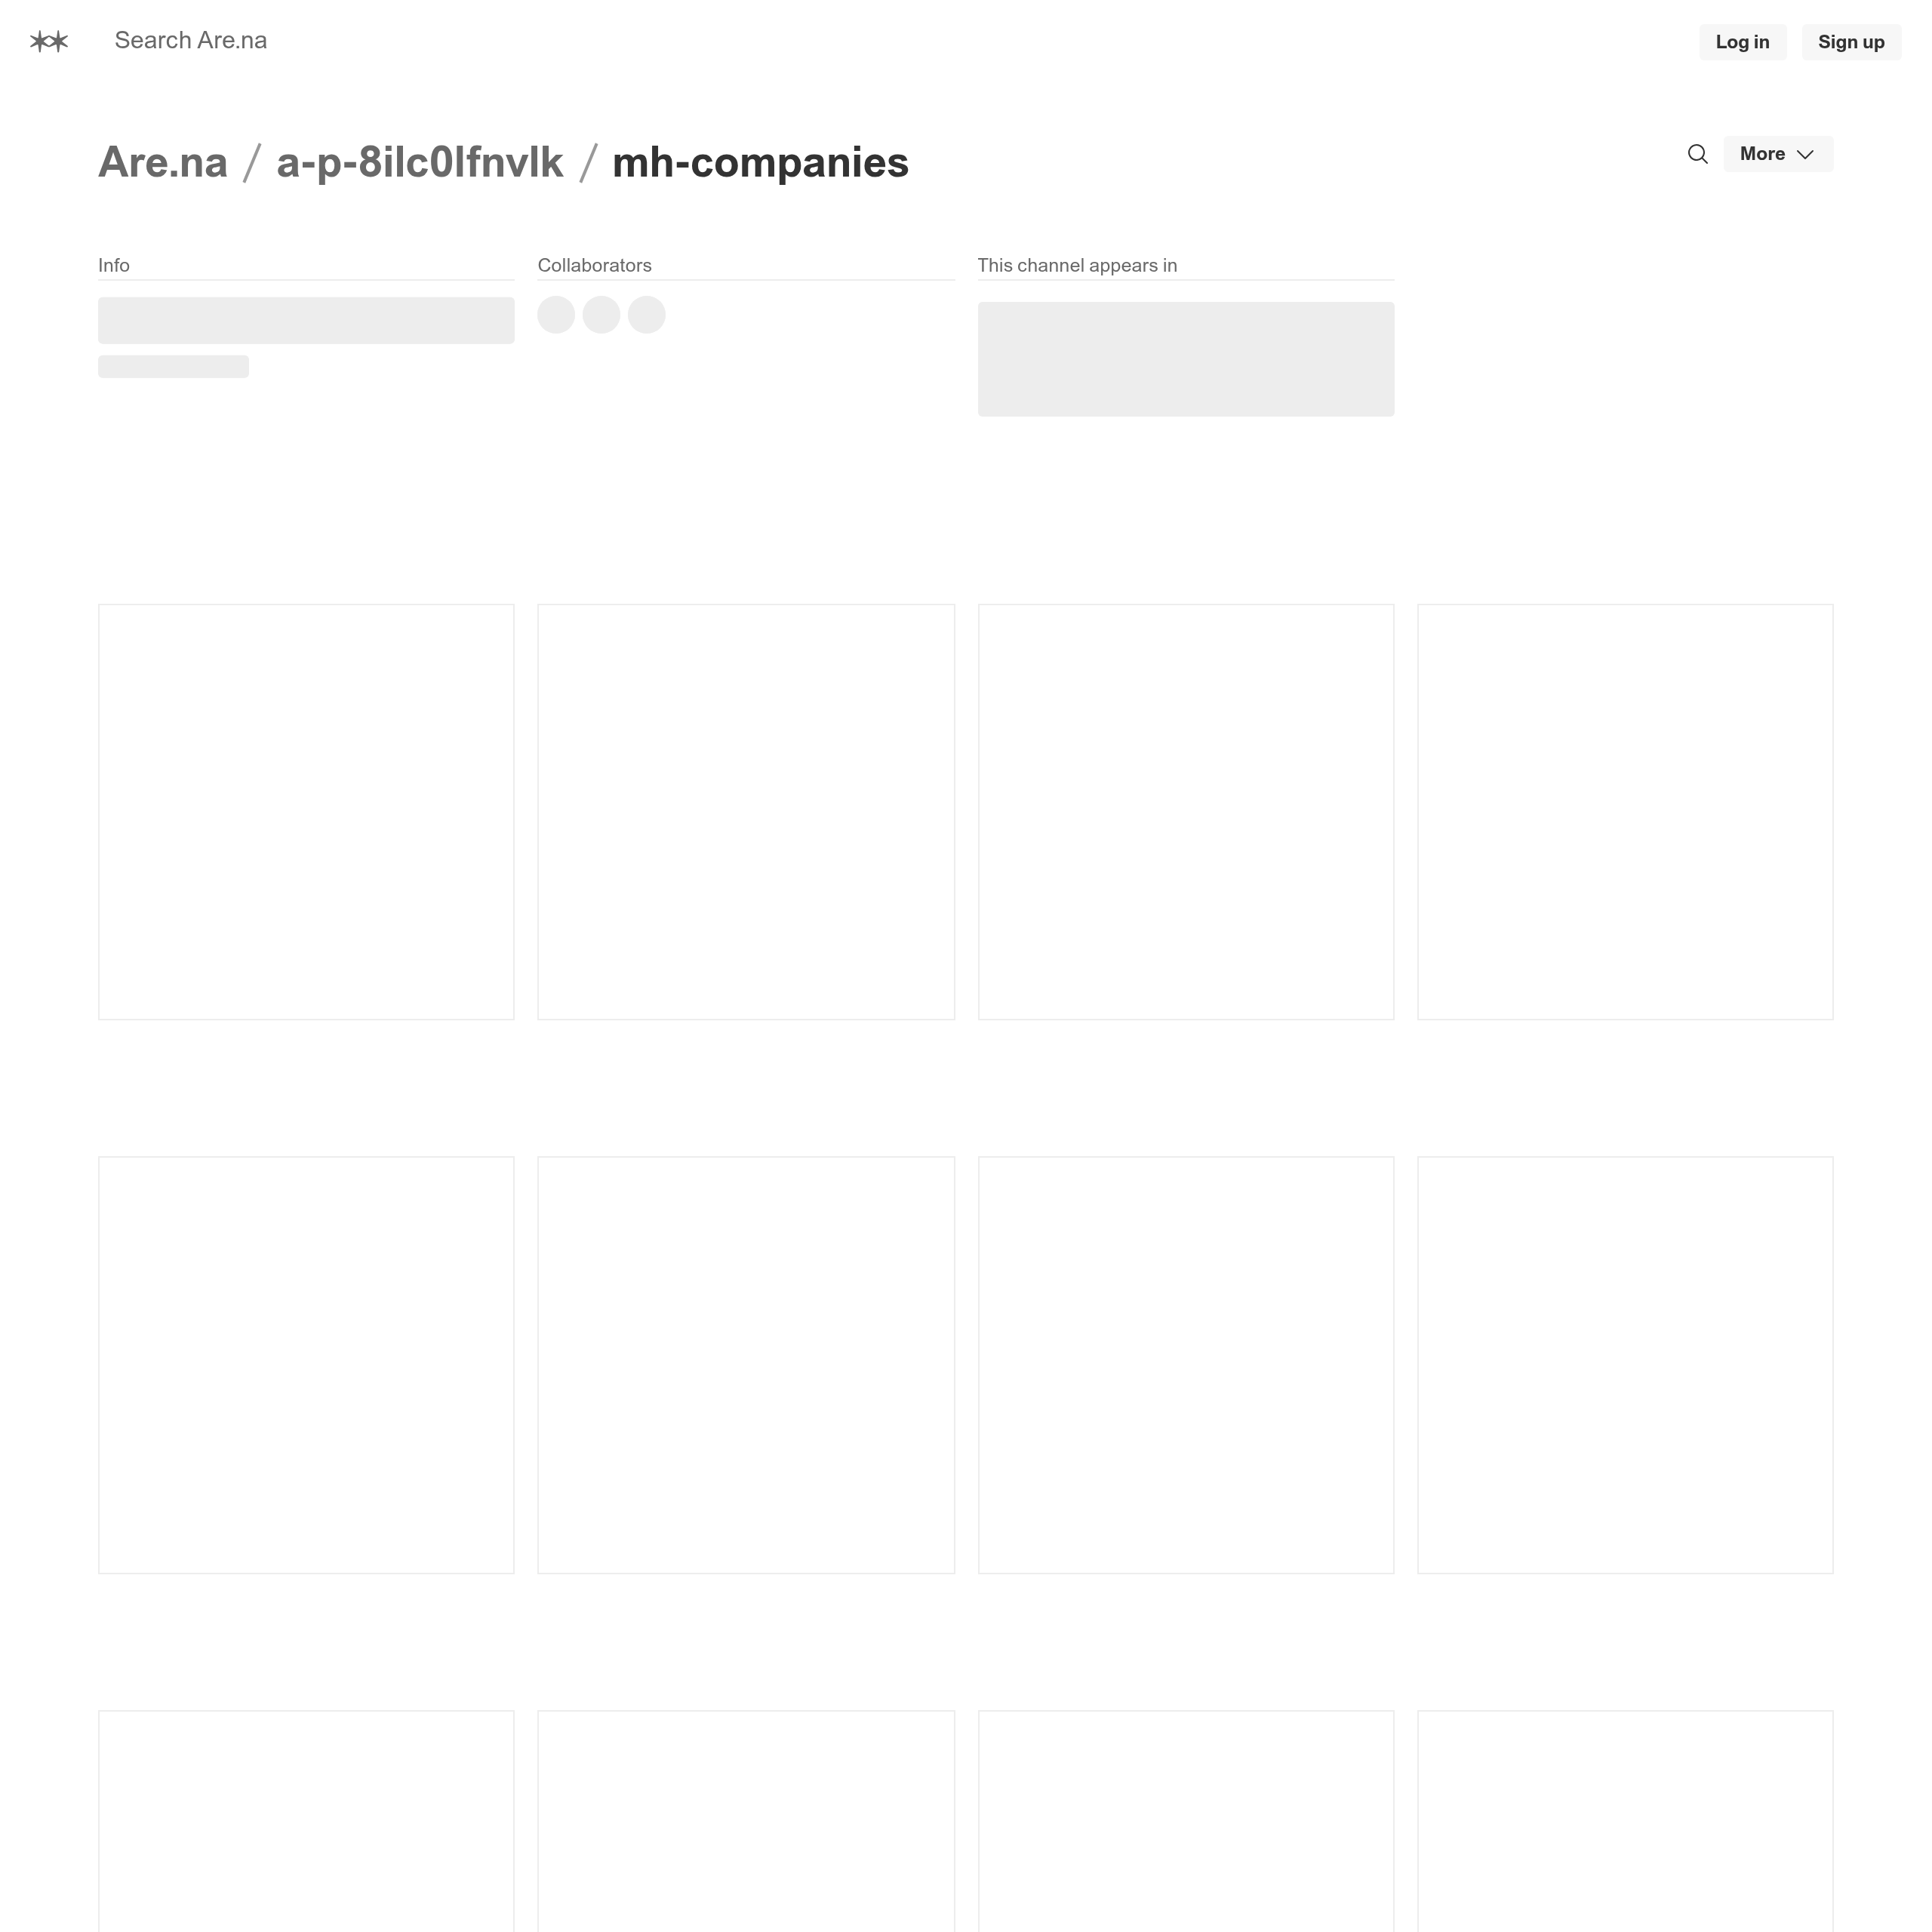 Search Are.na
Log in
Sign up
Are.na / a-p-8ilc0lfnvlk / mh-companies
More
Info
Collaborators
This channel appears in